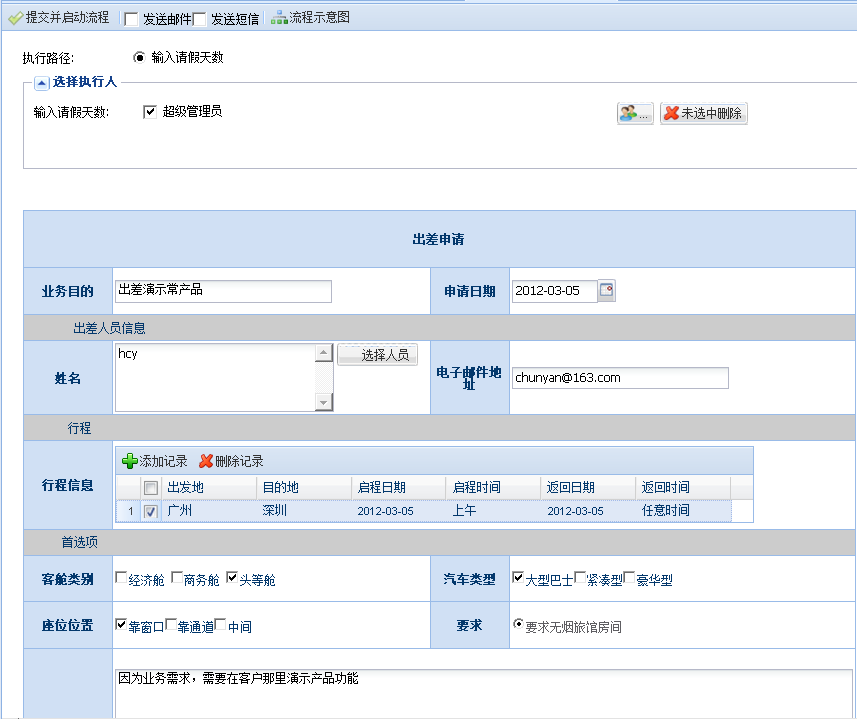 提交并启动流程 发送邮件 发送短信 流程示意图
执行路径: 输入请假天数
选择执行人
输入请假天数: 超级管理员 ... 未选中删除
出差申请
业务目的 出差演示常产品 申请日期 2012-03-05
出差人员信息
姓名 hcy 选择人员 电子邮件地址 chunyan@163.com
行程
行程信息 添加记录 删除记录
出发地 目的地 启程日期 启程时间 返回日期 返回时间
1 广州 深圳 2012-03-05 上午 2012-03-05 任意时间
首选项
客舱类别 经济舱 商务舱 头等舱 汽车类型 大型巴士 紧凑型 豪华型
座位位置 靠窗口 靠通道 中间 要求 要求无烟旅馆房间
因为业务需求，需要在客户那里演示产品功能